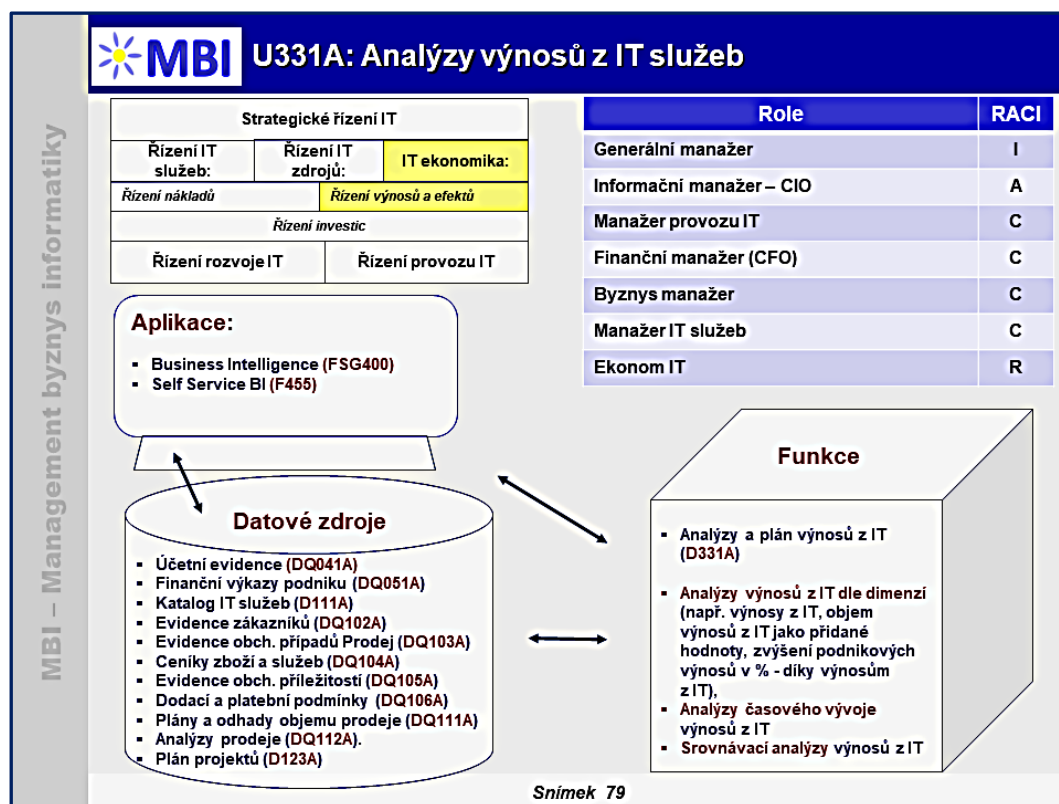 MBI – Management byznys informatiky
MBI
U331A: Analýzy výnosů z IT služeb
Strategické řízení IT
Řízení IT
služeb:
Řízení IT
zdrojů:
IT ekonomika:
Řízení nákladů
Řízení výnosů a efektů
Řízení investic
Řízení rozvoje IT
Řízení provozu IT
Role RACI
Generální manažer I
Informační manažer – CIO A
Manažer provozu IT C
Finanční manažer (CFO) C
Byznys manažer C
Manažer IT služeb C
Ekonom IT R
Aplikace:
▪ Business Intelligence (FSG400)
▪ Self Service BI (F455)
Datové zdroje
▪ Účetní evidence (DQ041A)
▪ Finanční výkazy podniku (DQ051A)
▪ Katalog IT služeb (D111A)
▪ Evidence zákazníků (DQ102A)
▪ Evidence obch. případů Prodej (DQ103A)
▪ Ceníky zboží a služeb (DQ104A)
▪ Evidence obch. příležitostí (DQ105A)
▪ Dodací a platební podmínky (DQ106A)
▪ Plány a odhady objemu prodeje (DQ111A)
▪ Analýzy prodeje (DQ112A).
▪ Plán projektů (D123A)
Funkce
▪ Analýzy a plán výnosů z IT
(D331A)
▪ Analýzy výnosů z IT dle dimenzí
(např. výnosy z IT, objem
výnosů z IT jako přidané
hodnoty, zvýšení podnikových
výnosů v % - díky výnosům
z IT),
▪ Analýzy časového vývoje
výnosů z IT
▪ Srovnávací analýzy výnosů z IT
Snímek 79